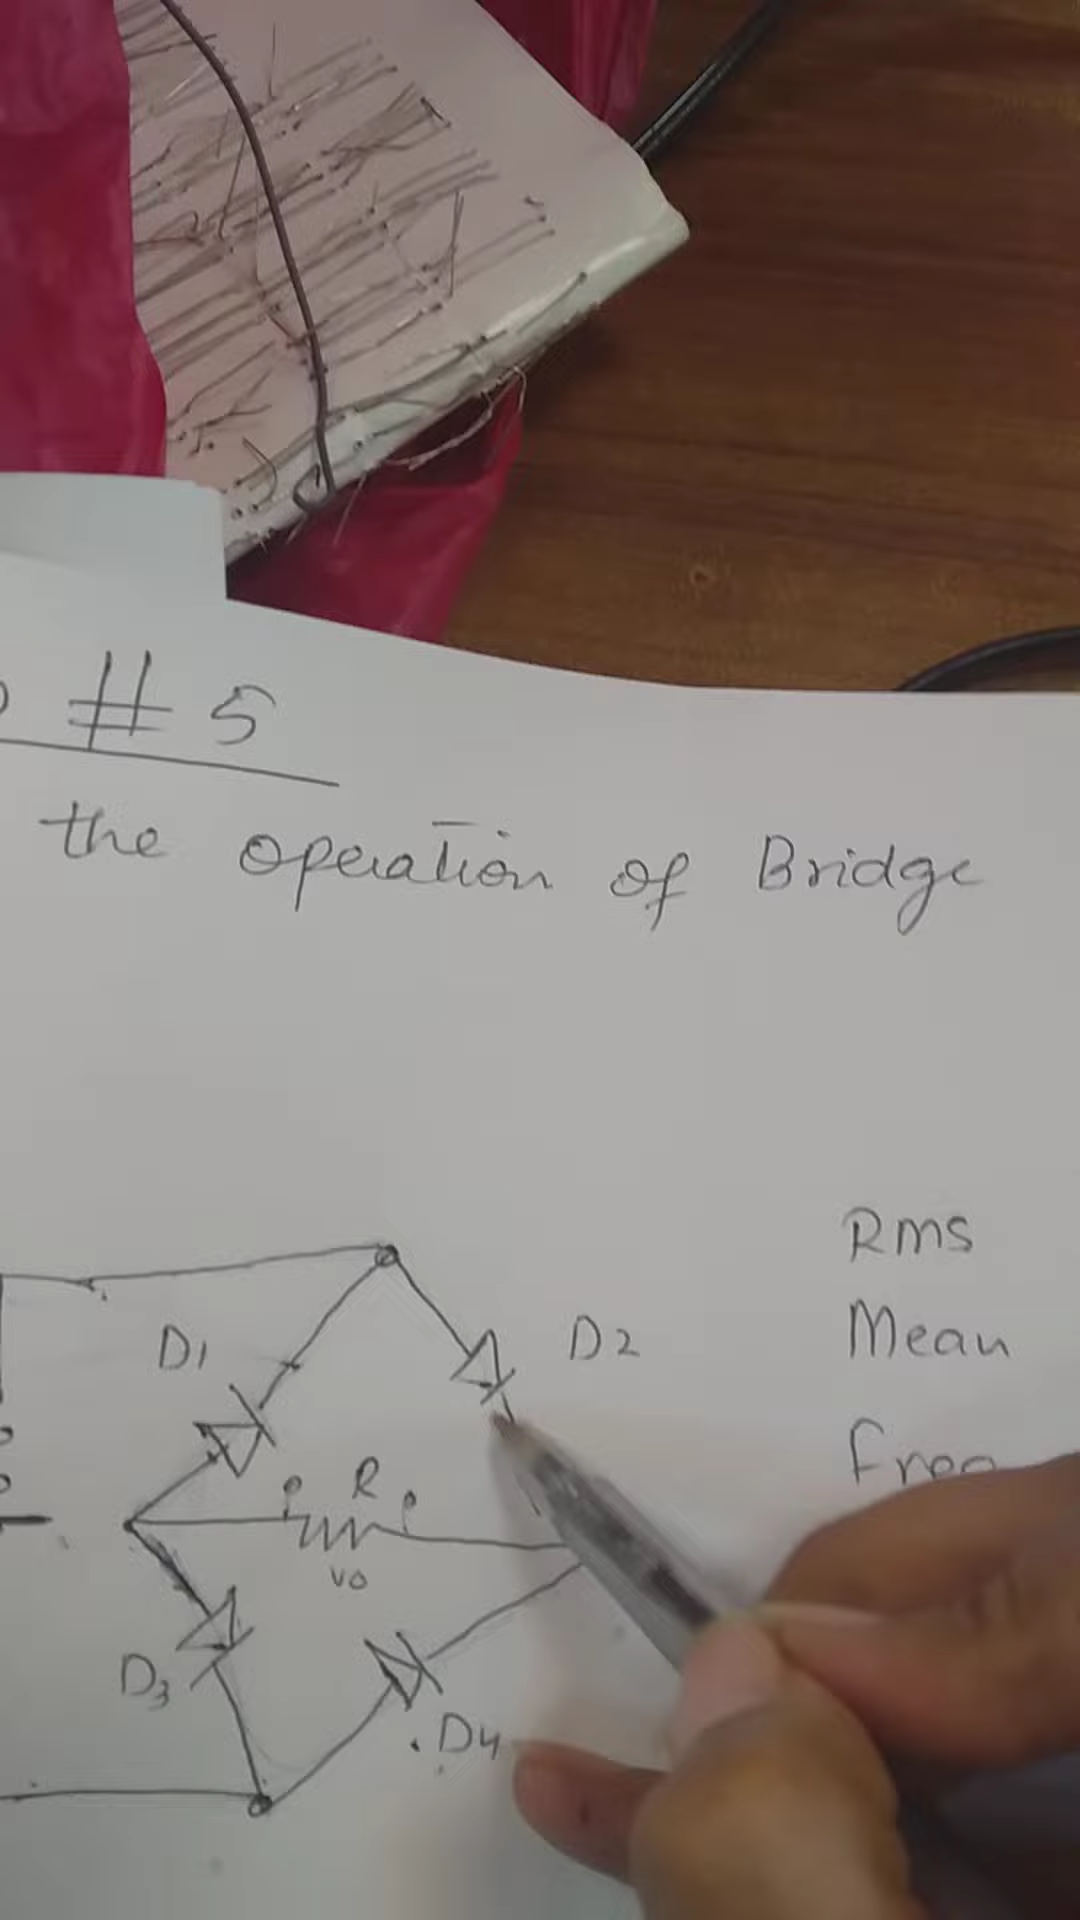 # 5
the operation of Bridge
Rms
Mean
D1
D2
R
Vo
D3
D4